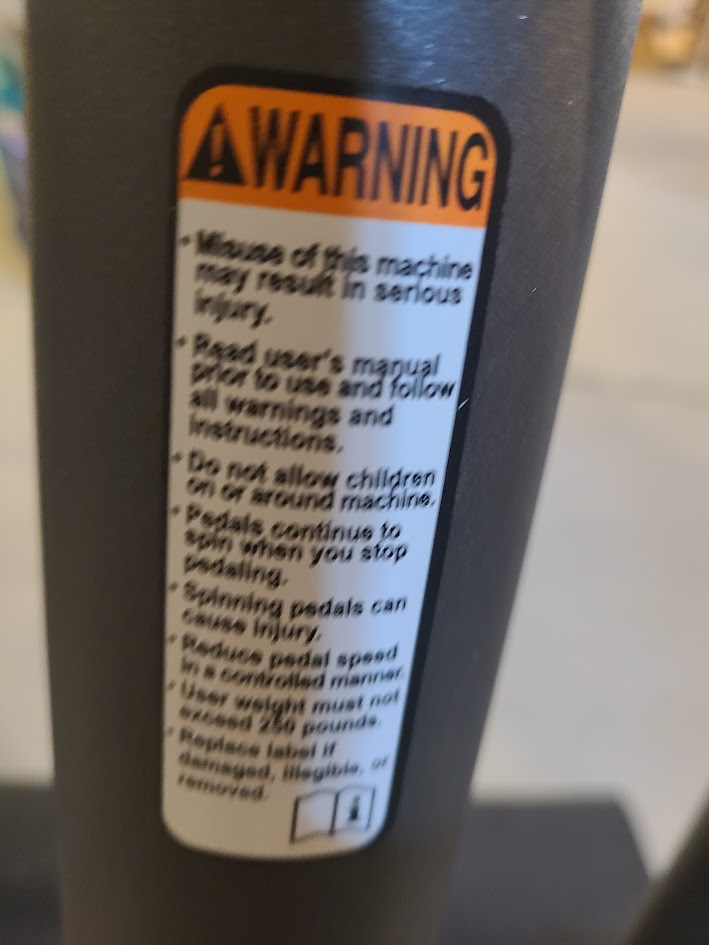 WARNING
• Misuse of this machine
may result in serious
injury.
• Read user's manual
prior to use and follow
all warnings and
instructions.
• Do not allow children
on or around machine.
• Pedals continue to
spin when you stop
pedaling.
• Spinning pedals can
cause injury.
• Reduce pedal speed
in a controlled manner.
• User weight must not
exceed 250 pounds.
• Replace label if
damaged, illegible, or
removed.